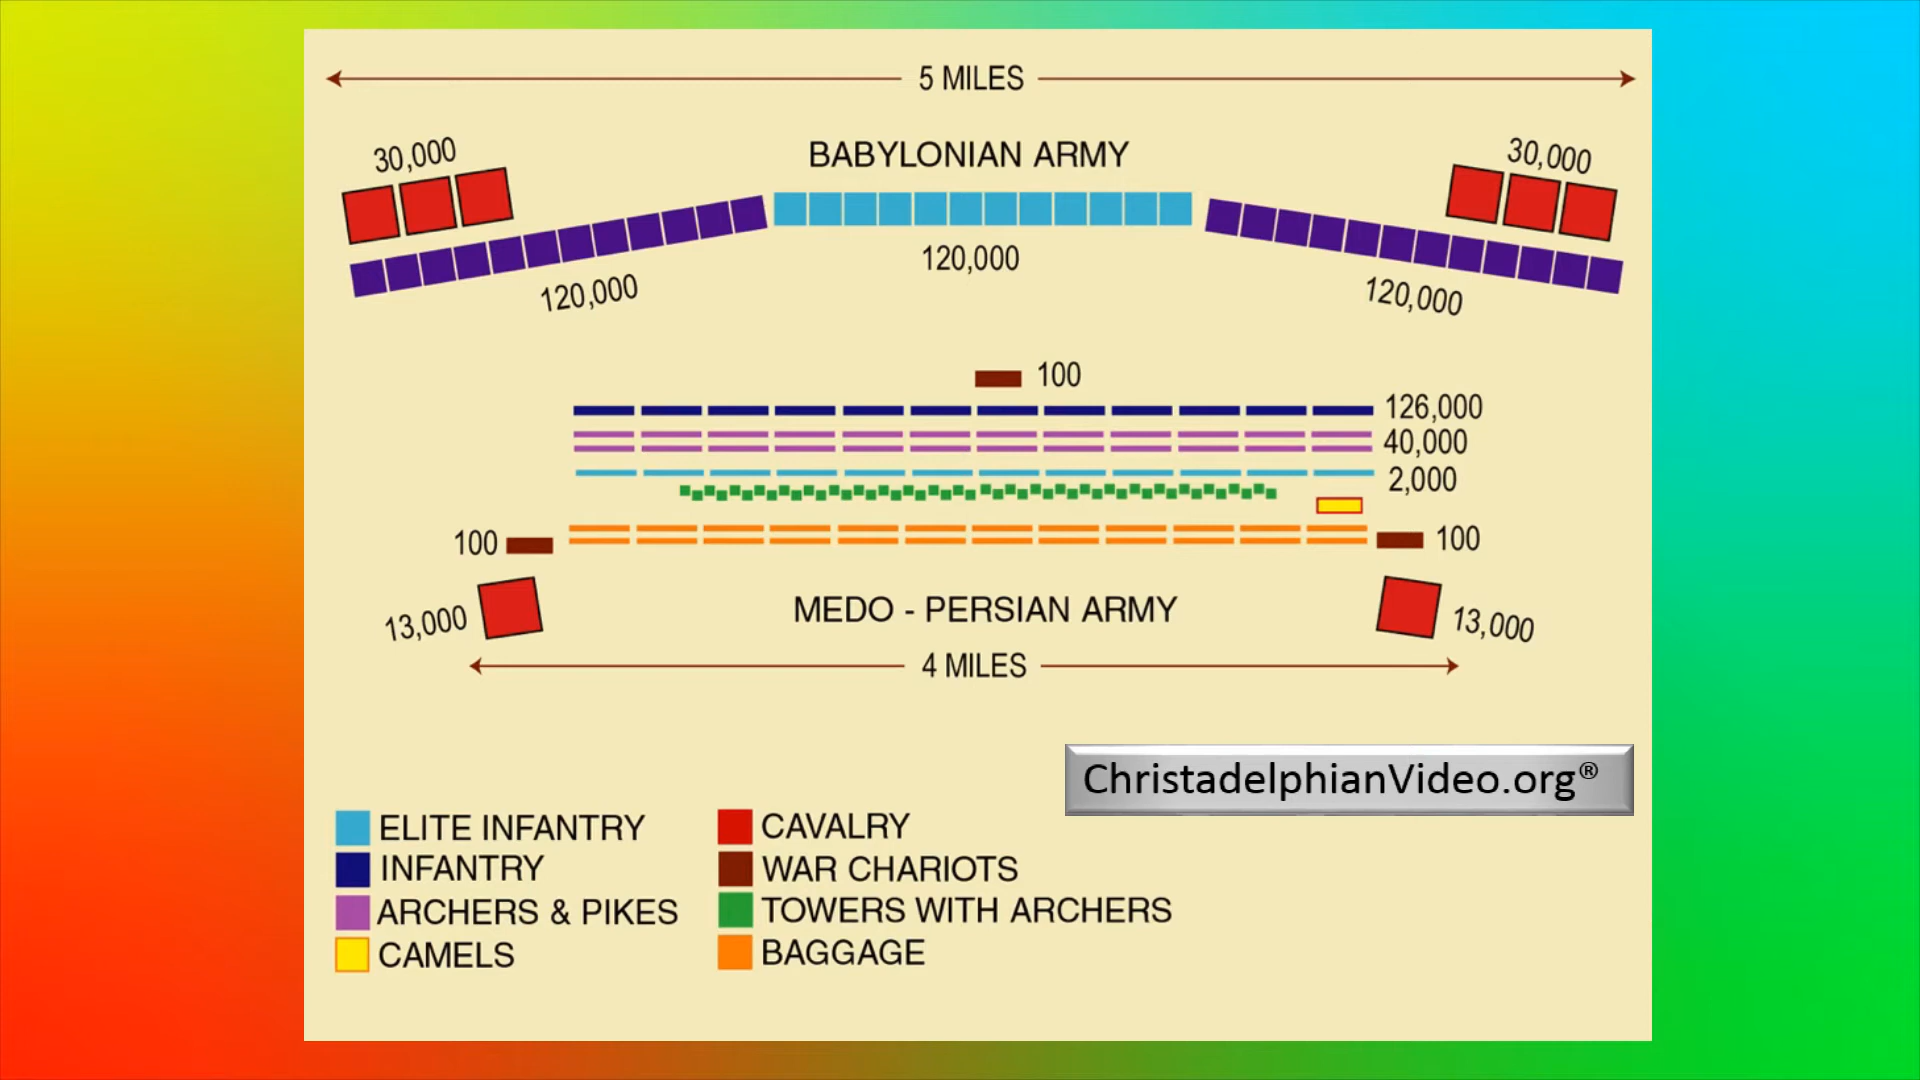 5 MILES
30,000
BABYLONIAN ARMY
30,000
120,000
120,000
120,000
100
126,000
40,000
2,000
100
100
13,000
MEDO - PERSIAN ARMY
13,000
4 MILES
ChristadelphianVideo.org®
ELITE INFANTRY
INFANTRY
ARCHERS & PIKES
CAMELS
CAVALRY
WAR CHARIOTS
TOWERS WITH ARCHERS
BAGGAGE